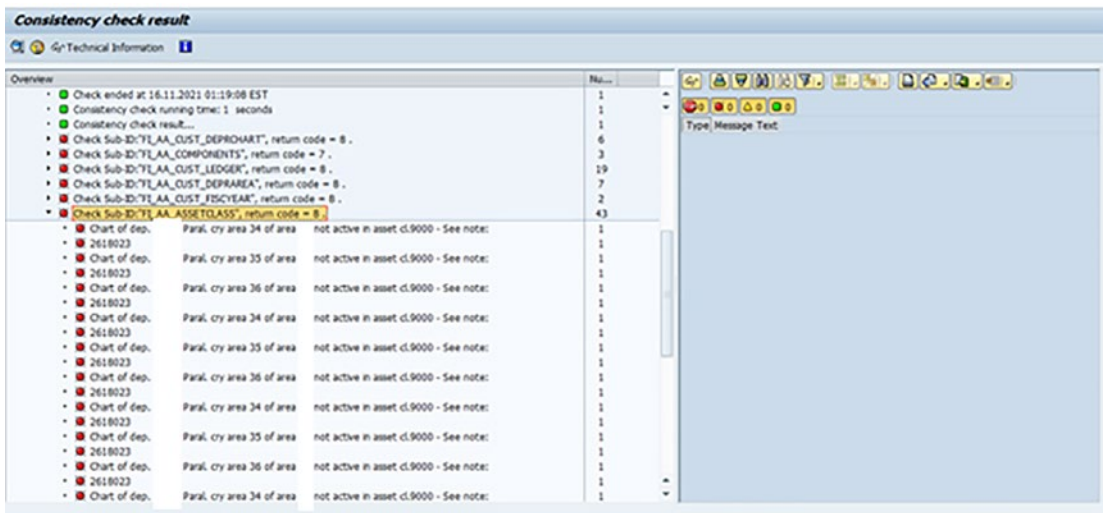 Consistency check result
Technical Information
Overview Nu...
Check ended at 16.11.2021 01:19:08 EST 1
Consistency check running time: 1 seconds 1
Consistency check result... 1
Check Sub-ID:"FI_AA_CUST_DEPRCHART", return code = 8 . 6
Check Sub-ID:"FI_AA_COMPONENTS", return code = 7 . 3
Check Sub-ID:"FI_AA_CUST_LEDGER", return code = 8 . 19
Check Sub-ID:"FI_AA_CUST_DEPRAREA", return code = 8 . 7
Check Sub-ID:"FI_AA_CUST_FISCYEAR", return code = 8 . 2
Check Sub-ID:"FI_AA_ASSETCLASS", return code = 8 . 43
Chart of dep. Paral. cry area 34 of area not active in asset cl.9000 - See note: 1
2618023 1
Chart of dep. Paral. cry area 35 of area not active in asset cl.9000 - See note: 1
2618023 1
Chart of dep. Paral. cry area 36 of area not active in asset cl.9000 - See note: 1
2618023 1
Chart of dep. Paral. cry area 34 of area not active in asset cl.9000 - See note: 1
2618023 1
Chart of dep. Paral. cry area 35 of area not active in asset cl.9000 - See note: 1
2618023 1
Chart of dep. Paral. cry area 36 of area not active in asset cl.9000 - See note: 1
2618023 1
Chart of dep. Paral. cry area 34 of area not active in asset cl.9000 - See note: 1
2618023 1
Chart of dep. Paral. cry area 35 of area not active in asset cl.9000 - See note: 1
2618023 1
Chart of dep. Paral. cry area 36 of area not active in asset cl.9000 - See note: 1
2618023 1
Chart of dep. Paral. cry area 34 of area not active in asset cl.9000 - See note: 1
0 0 0 0
Type Message Text